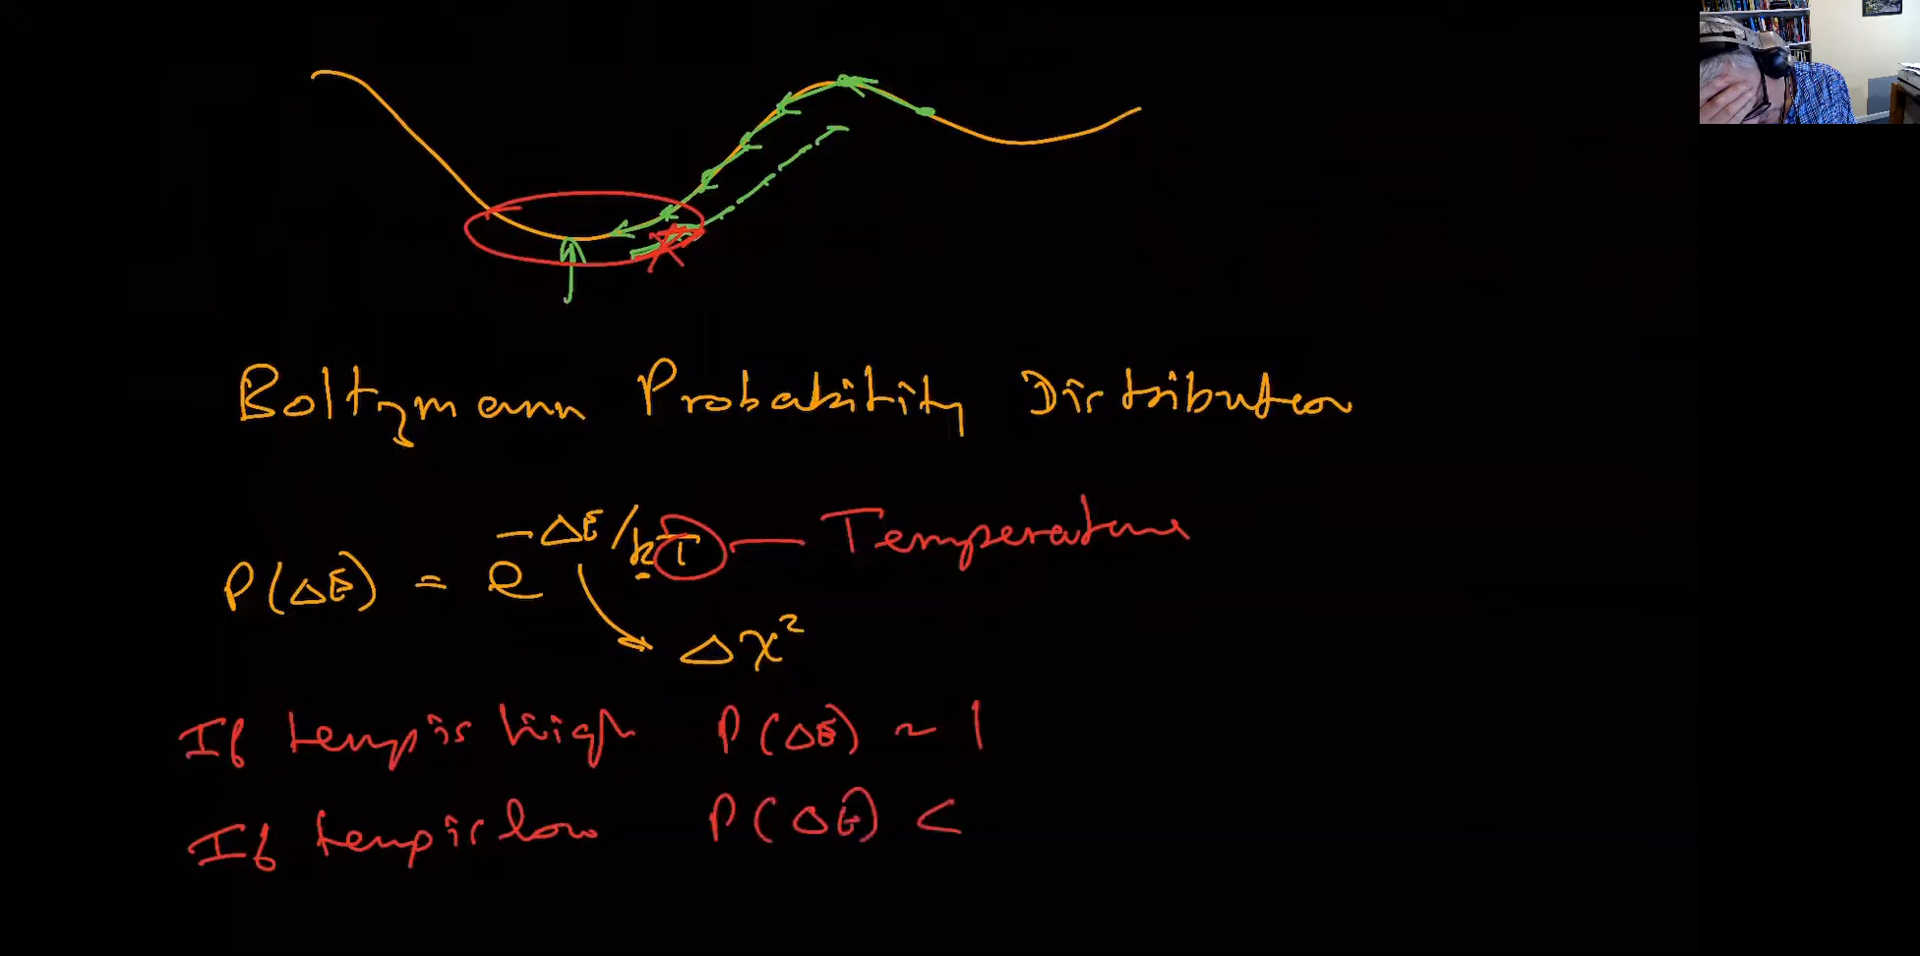 Boltzmann Probability Distribution
P(ΔE) = e^{-ΔE/kT} — Temperature
Δχ²
If temp is high P(ΔE) ~ 1
If temp is low P(ΔE) <